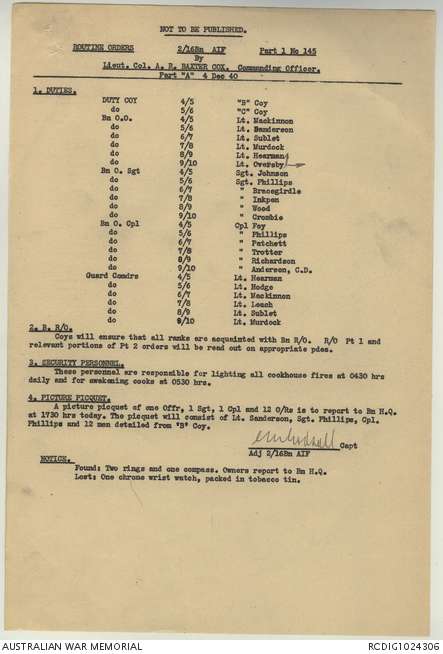 NOT TO BE PUBLISHED.
ROUTINE ORDERS 2/16Bn AIF Part 1 No 145
By
Lieut. Col. A. R. BAXTER COX. Commanding Officer.
Part "A" 4 Dec 40
1. DUTIES.
DUTY COY 4/5 "B" Coy
do 5/6 "C" Coy
Bn O.O. 4/5 Lt. Mackinnon
do 5/6 Lt. Sanderson
do 6/7 Lt. Sublet
do 7/8 Lt. Murdock
do 8/9 Lt. Hearman
do 9/10 Lt. Oversby
Bn O. Sgt 4/5 Sgt. Johnson
do 5/6 Sgt. Phillips
do 6/7 " Bracegirdle
do 7/8 " Inkpen
do 8/9 " Wood
do 9/10 " Crombie
Bn O. Cpl 4/5 Cpl Foy
do 5/6 " Phillips
do 6/7 " Patchett
do 7/8 " Trotter
do 8/9 " Richardson
do 9/10 " Anderson, C.D.
Guard Comdrs 4/5 Lt. Hearman
do 5/6 Lt. Hodge
do 6/7 Lt. Mackinnon
do 7/8 Lt. Leach
do 8/9 Lt. Sublet
do 9/10 Lt. Murdock
2. B. R/O.
Coys will ensure that all ranks are acquainted with Bn R/O. R/O Pt 1 and
relevant portions of Pt 2 orders will be read out on appropriate pdes.
3. SECURITY PERSONNEL.
These personnel are responsible for lighting all cookhouse fires at 0430 hrs
daily and for awakening cooks at 0530 hrs.
4. PICTURE PICQUET.
A picture picquet of one Offr, 1 Sgt, 1 Cpl and 12 O/Rs is to report to Bn H.Q.
at 1730 hrs today. The picquet will consist of Lt. Sanderson, Sgt. Phillips, Cpl.
Phillips and 12 men detailed from "B" Coy.
Capt
Adj 2/16Bn AIF
NOTICE.
Found: Two rings and one compass. Owners report to Bn H.Q.
Lost: One chrome wrist watch, packed in tobacco tin.
AUSTRALIAN WAR MEMORIAL RCDIG1024306